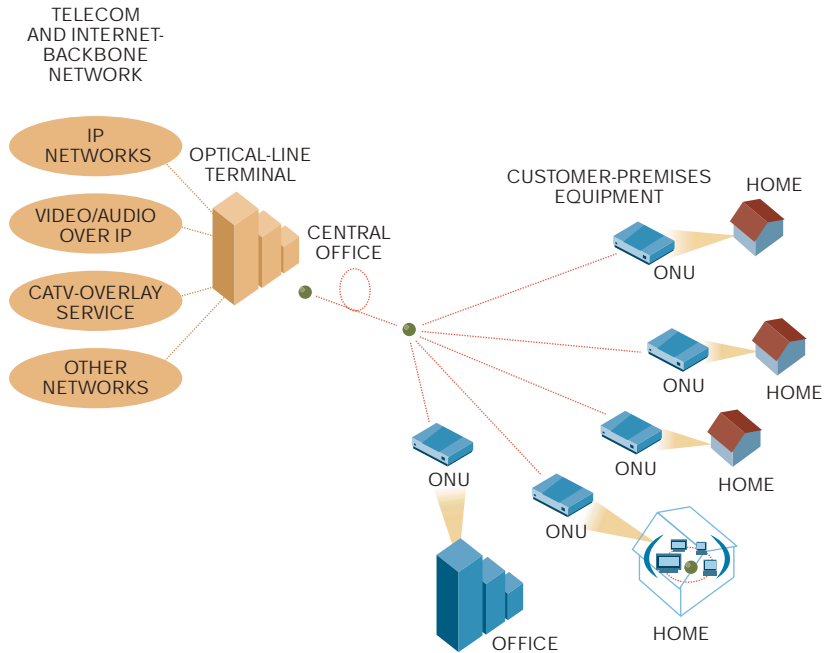 TELECOM
AND INTERNET-
BACKBONE
NETWORK
IP
NETWORKS
VIDEO/AUDIO
OVER IP
CATV-OVERLAY
SERVICE
OTHER
NETWORKS
OPTICAL-LINE
TERMINAL
CENTRAL
OFFICE
CUSTOMER-PREMISES
EQUIPMENT
HOME
ONU
ONU
HOME
ONU
HOME
ONU
OFFICE
ONU
HOME